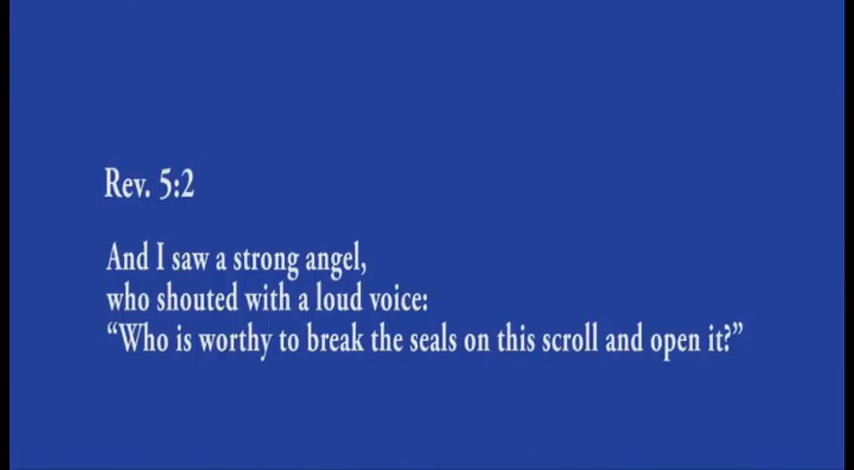 Rev. 5:2
And I saw a strong angel,
who shouted with a loud voice:
“Who is worthy to break the seals on this scroll and open it?”